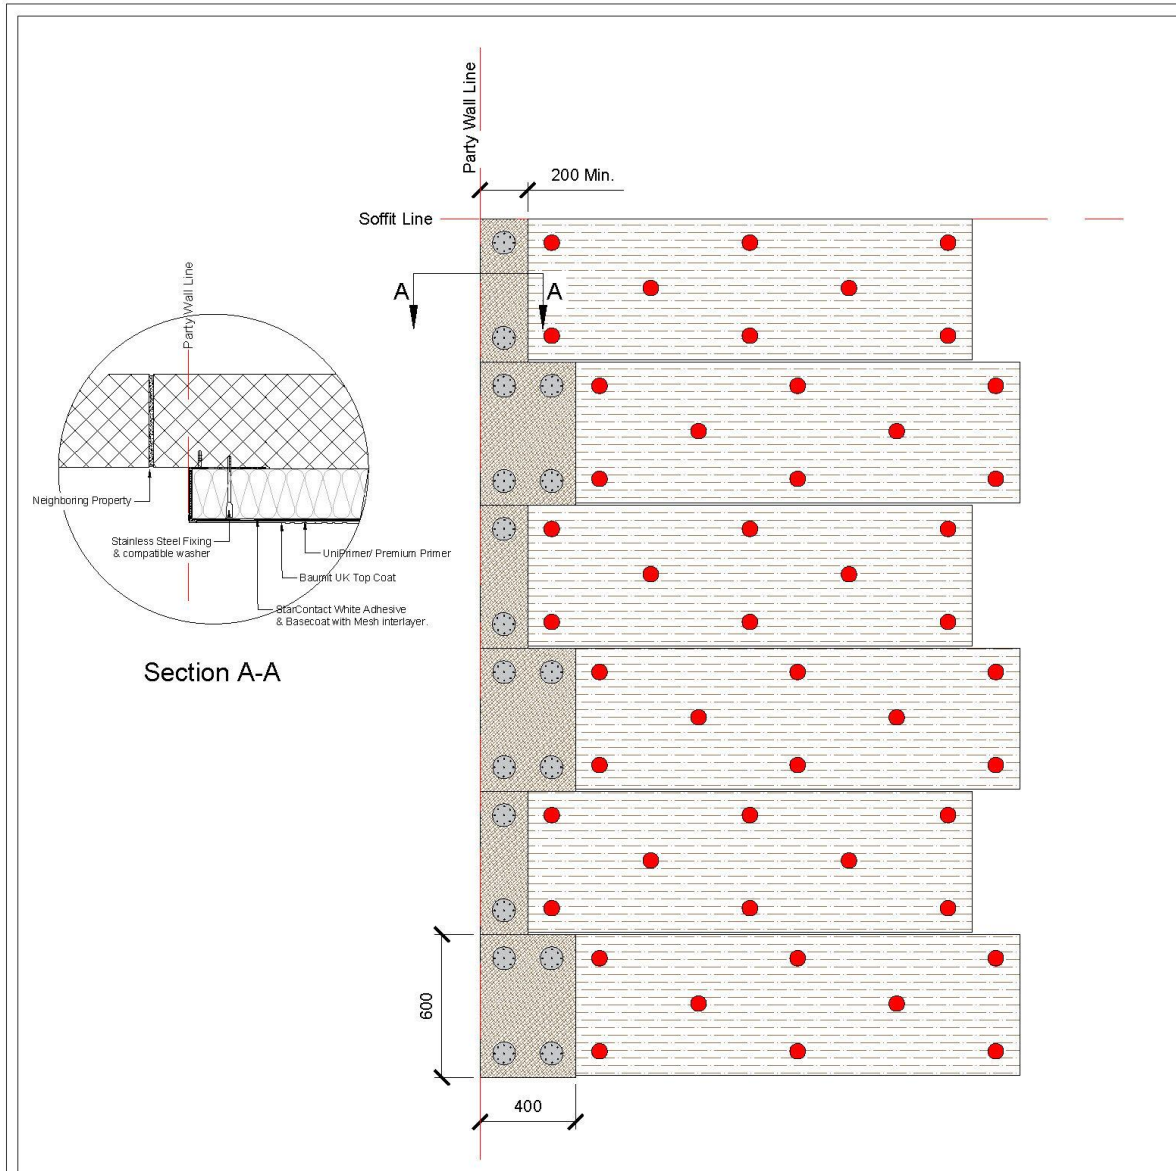 Party Wall Line
200 Min.
Soffit Line
A
A
Party Wall Line
Neighboring Property
Stainless Steel Fixing
& compatible washer
UniPrimer/ Premium Primer
Baumit UK Top Coat
StarContact White Adhesive
& Basecoat with Mesh interlayer.
Section A-A
600
400